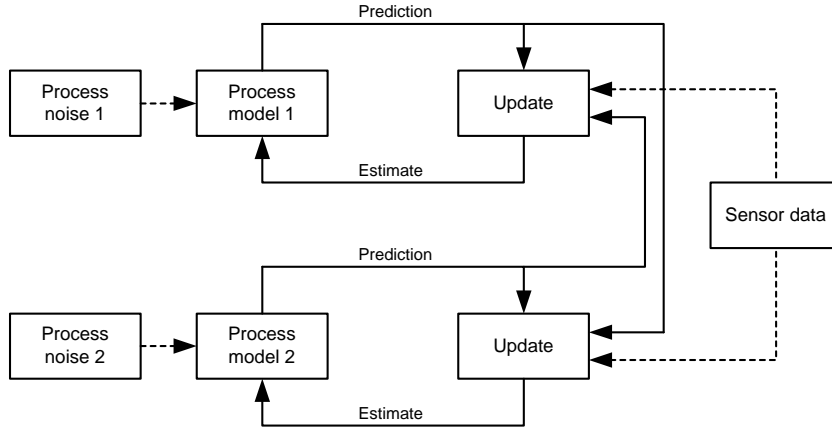 Prediction
Process
noise 1
Process
model 1
Update
Estimate
Sensor data
Prediction
Process
noise 2
Process
model 2
Update
Estimate